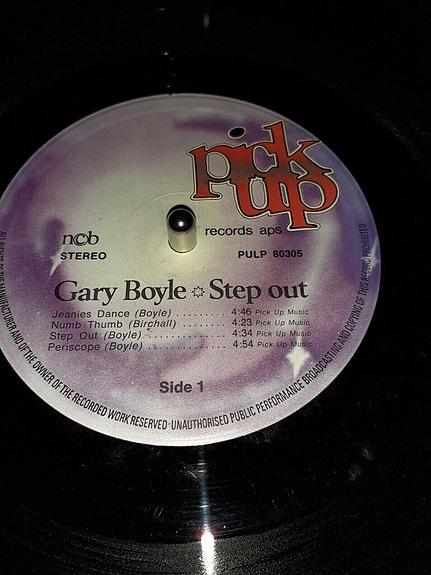 pick
up
records aps
ncb
STEREO
PULP 80305
Gary Boyle ☼ Step out
Jeanies Dance (Boyle) ......... 4:46 Pick Up Music
Numb Thumb (Birchall) ........ 4:23 Pick Up Music
Step Out (Boyle) .............. 4:34 Pick Up Music
Periscope (Boyle) .............. 4:54 Pick Up Music
Side 1
MANUFACTURER AND OF THE OWNER OF THE RECORDED WORK RESERVED · UNAUTHORISED PUBLIC PERFORMANCE BROADCASTING AND COPYING OF THIS RECORD PROHIBITED